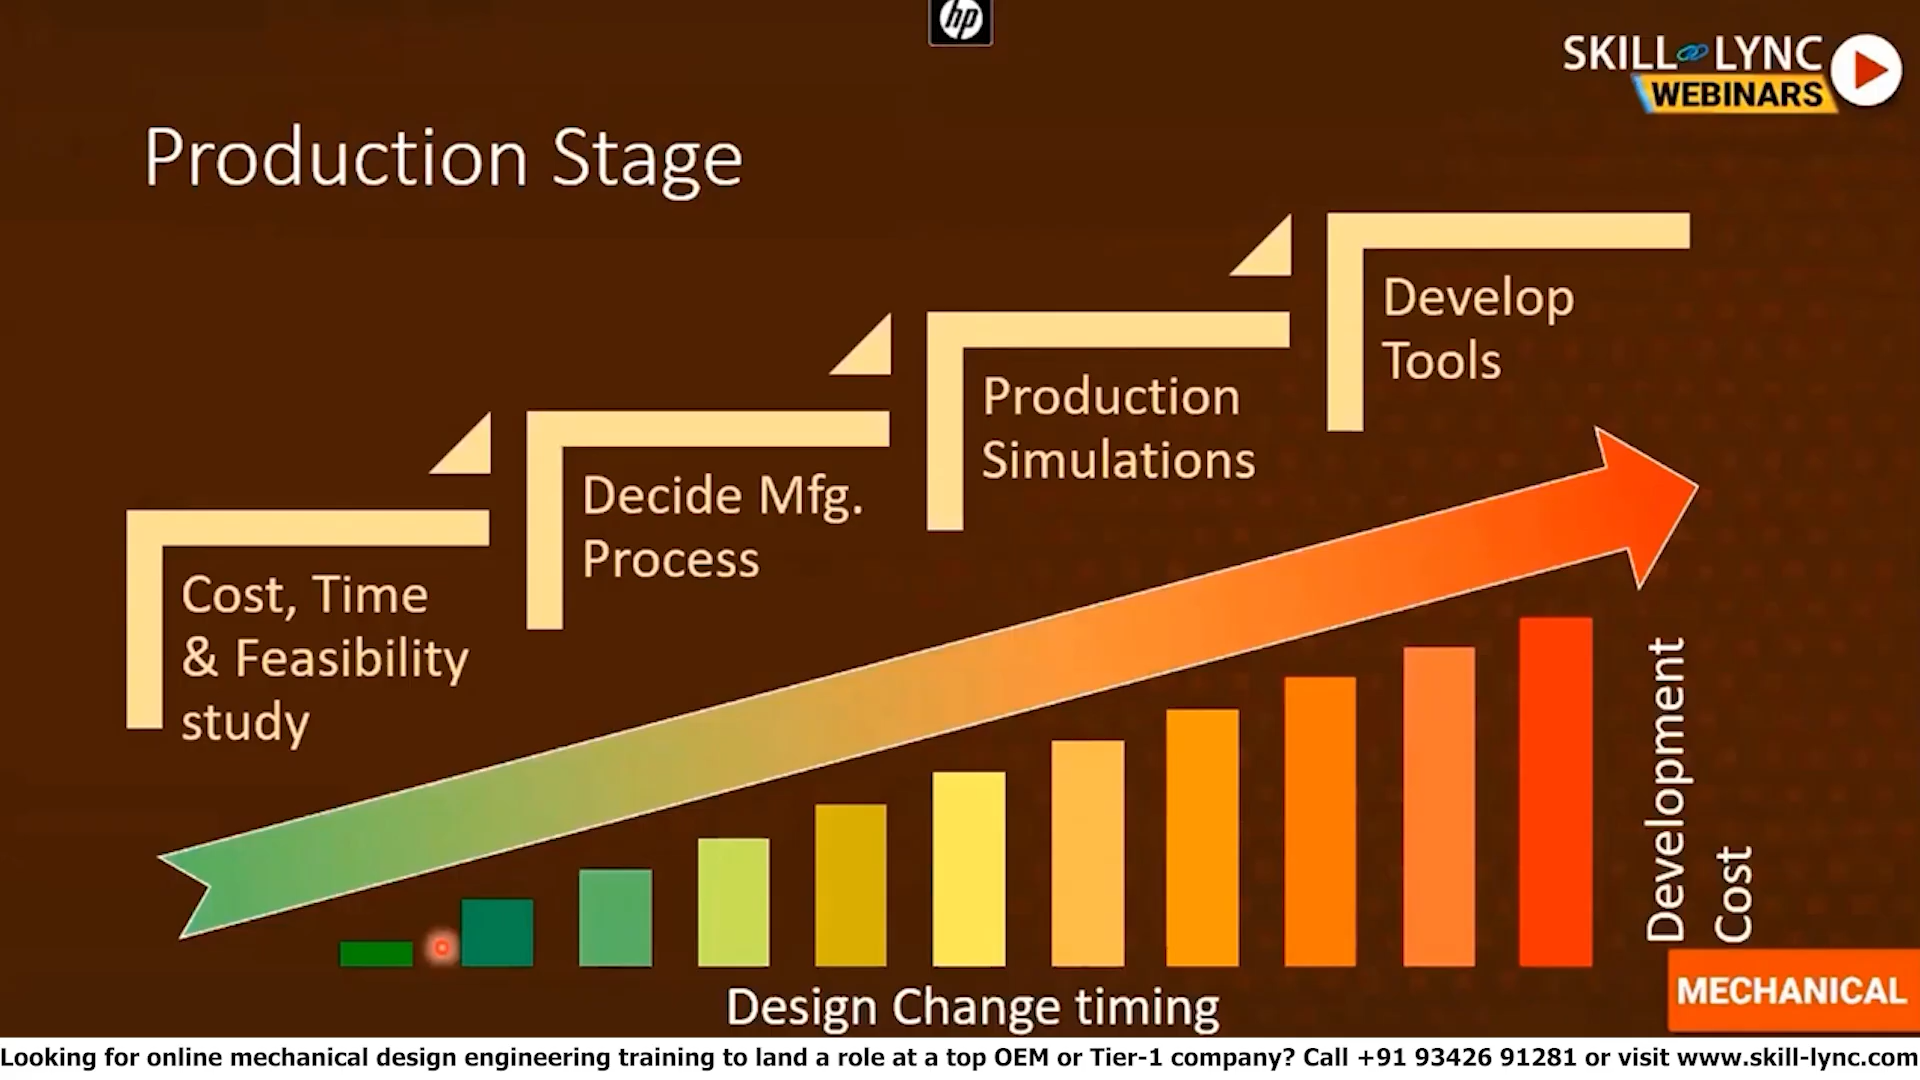 hp
SKILL LYNC
WEBINARS
Production Stage
Develop
Tools
Production
Simulations
Decide Mfg.
Process
Cost, Time
& Feasibility
study
Development
Cost
Design Change timing
MECHANICAL
Looking for online mechanical design engineering training to land a role at a top OEM or Tier-1 company? Call +91 93426 91281 or visit www.skill-lync.com